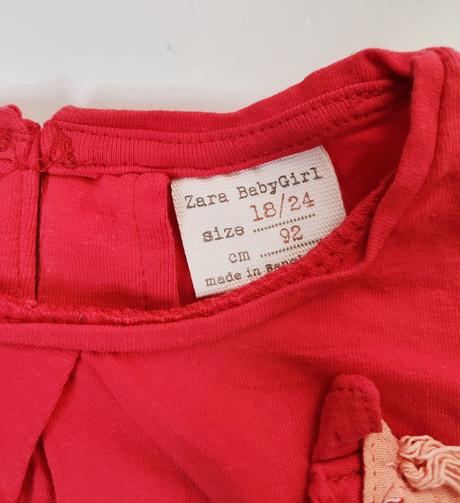 Zara BabyGirl
size 18/24
cm 92
made in